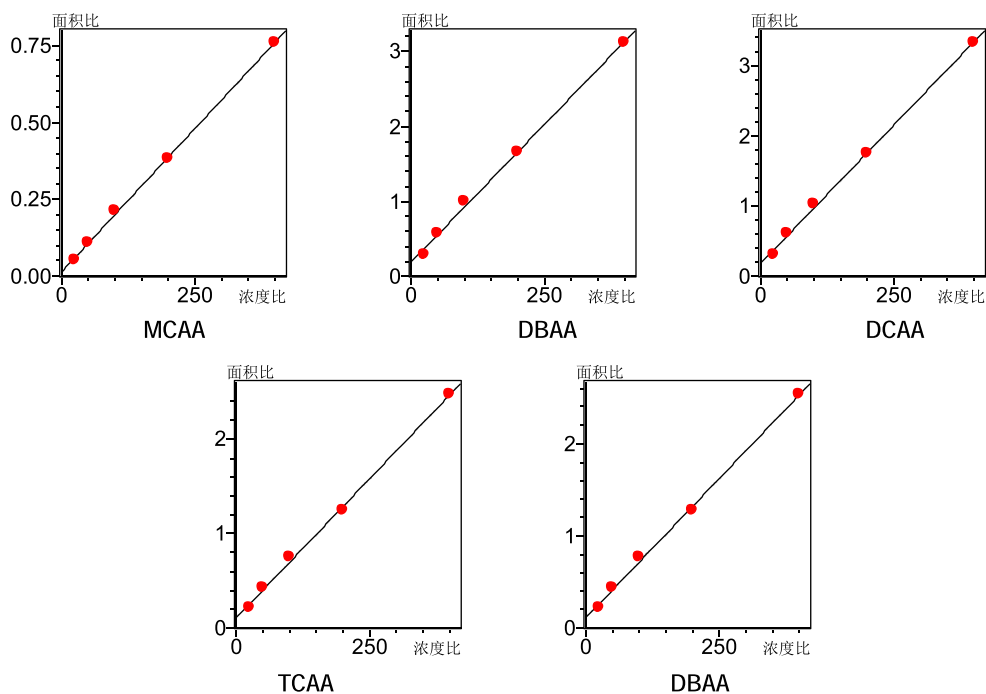 面积比 面积比 面积比
0.75 3 3
0.50 2 2
0.25 1 1
0.00 0 0
0 250 浓度比 0 250 浓度比 0 250 浓度比
MCAA DBAA DCAA
面积比 面积比
2 2
1 1
0 0
0 250 浓度比 0 250 浓度比
TCAA DBAA